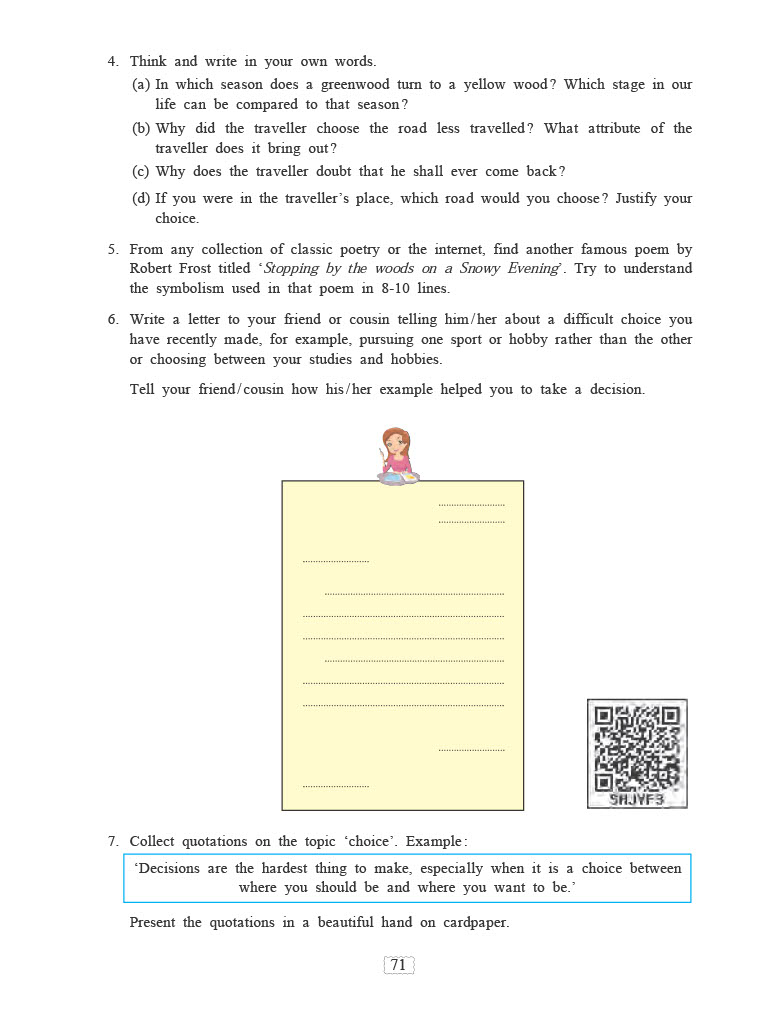 4. Think and write in your own words.
(a) In which season does a greenwood turn to a yellow wood? Which stage in our
life can be compared to that season?
(b) Why did the traveller choose the road less travelled? What attribute of the
traveller does it bring out?
(c) Why does the traveller doubt that he shall ever come back?
(d) If you were in the traveller's place, which road would you choose? Justify your
choice.
5. From any collection of classic poetry or the internet, find another famous poem by
Robert Frost titled 'Stopping by the woods on a Snowy Evening'. Try to understand
the symbolism used in that poem in 8-10 lines.
6. Write a letter to your friend or cousin telling him/her about a difficult choice you
have recently made, for example, pursuing one sport or hobby rather than the other
or choosing between your studies and hobbies.
Tell your friend/cousin how his/her example helped you to take a decision.
SHJYF3
7. Collect quotations on the topic 'choice'. Example:
'Decisions are the hardest thing to make, especially when it is a choice between
where you should be and where you want to be.'
Present the quotations in a beautiful hand on cardpaper.
71